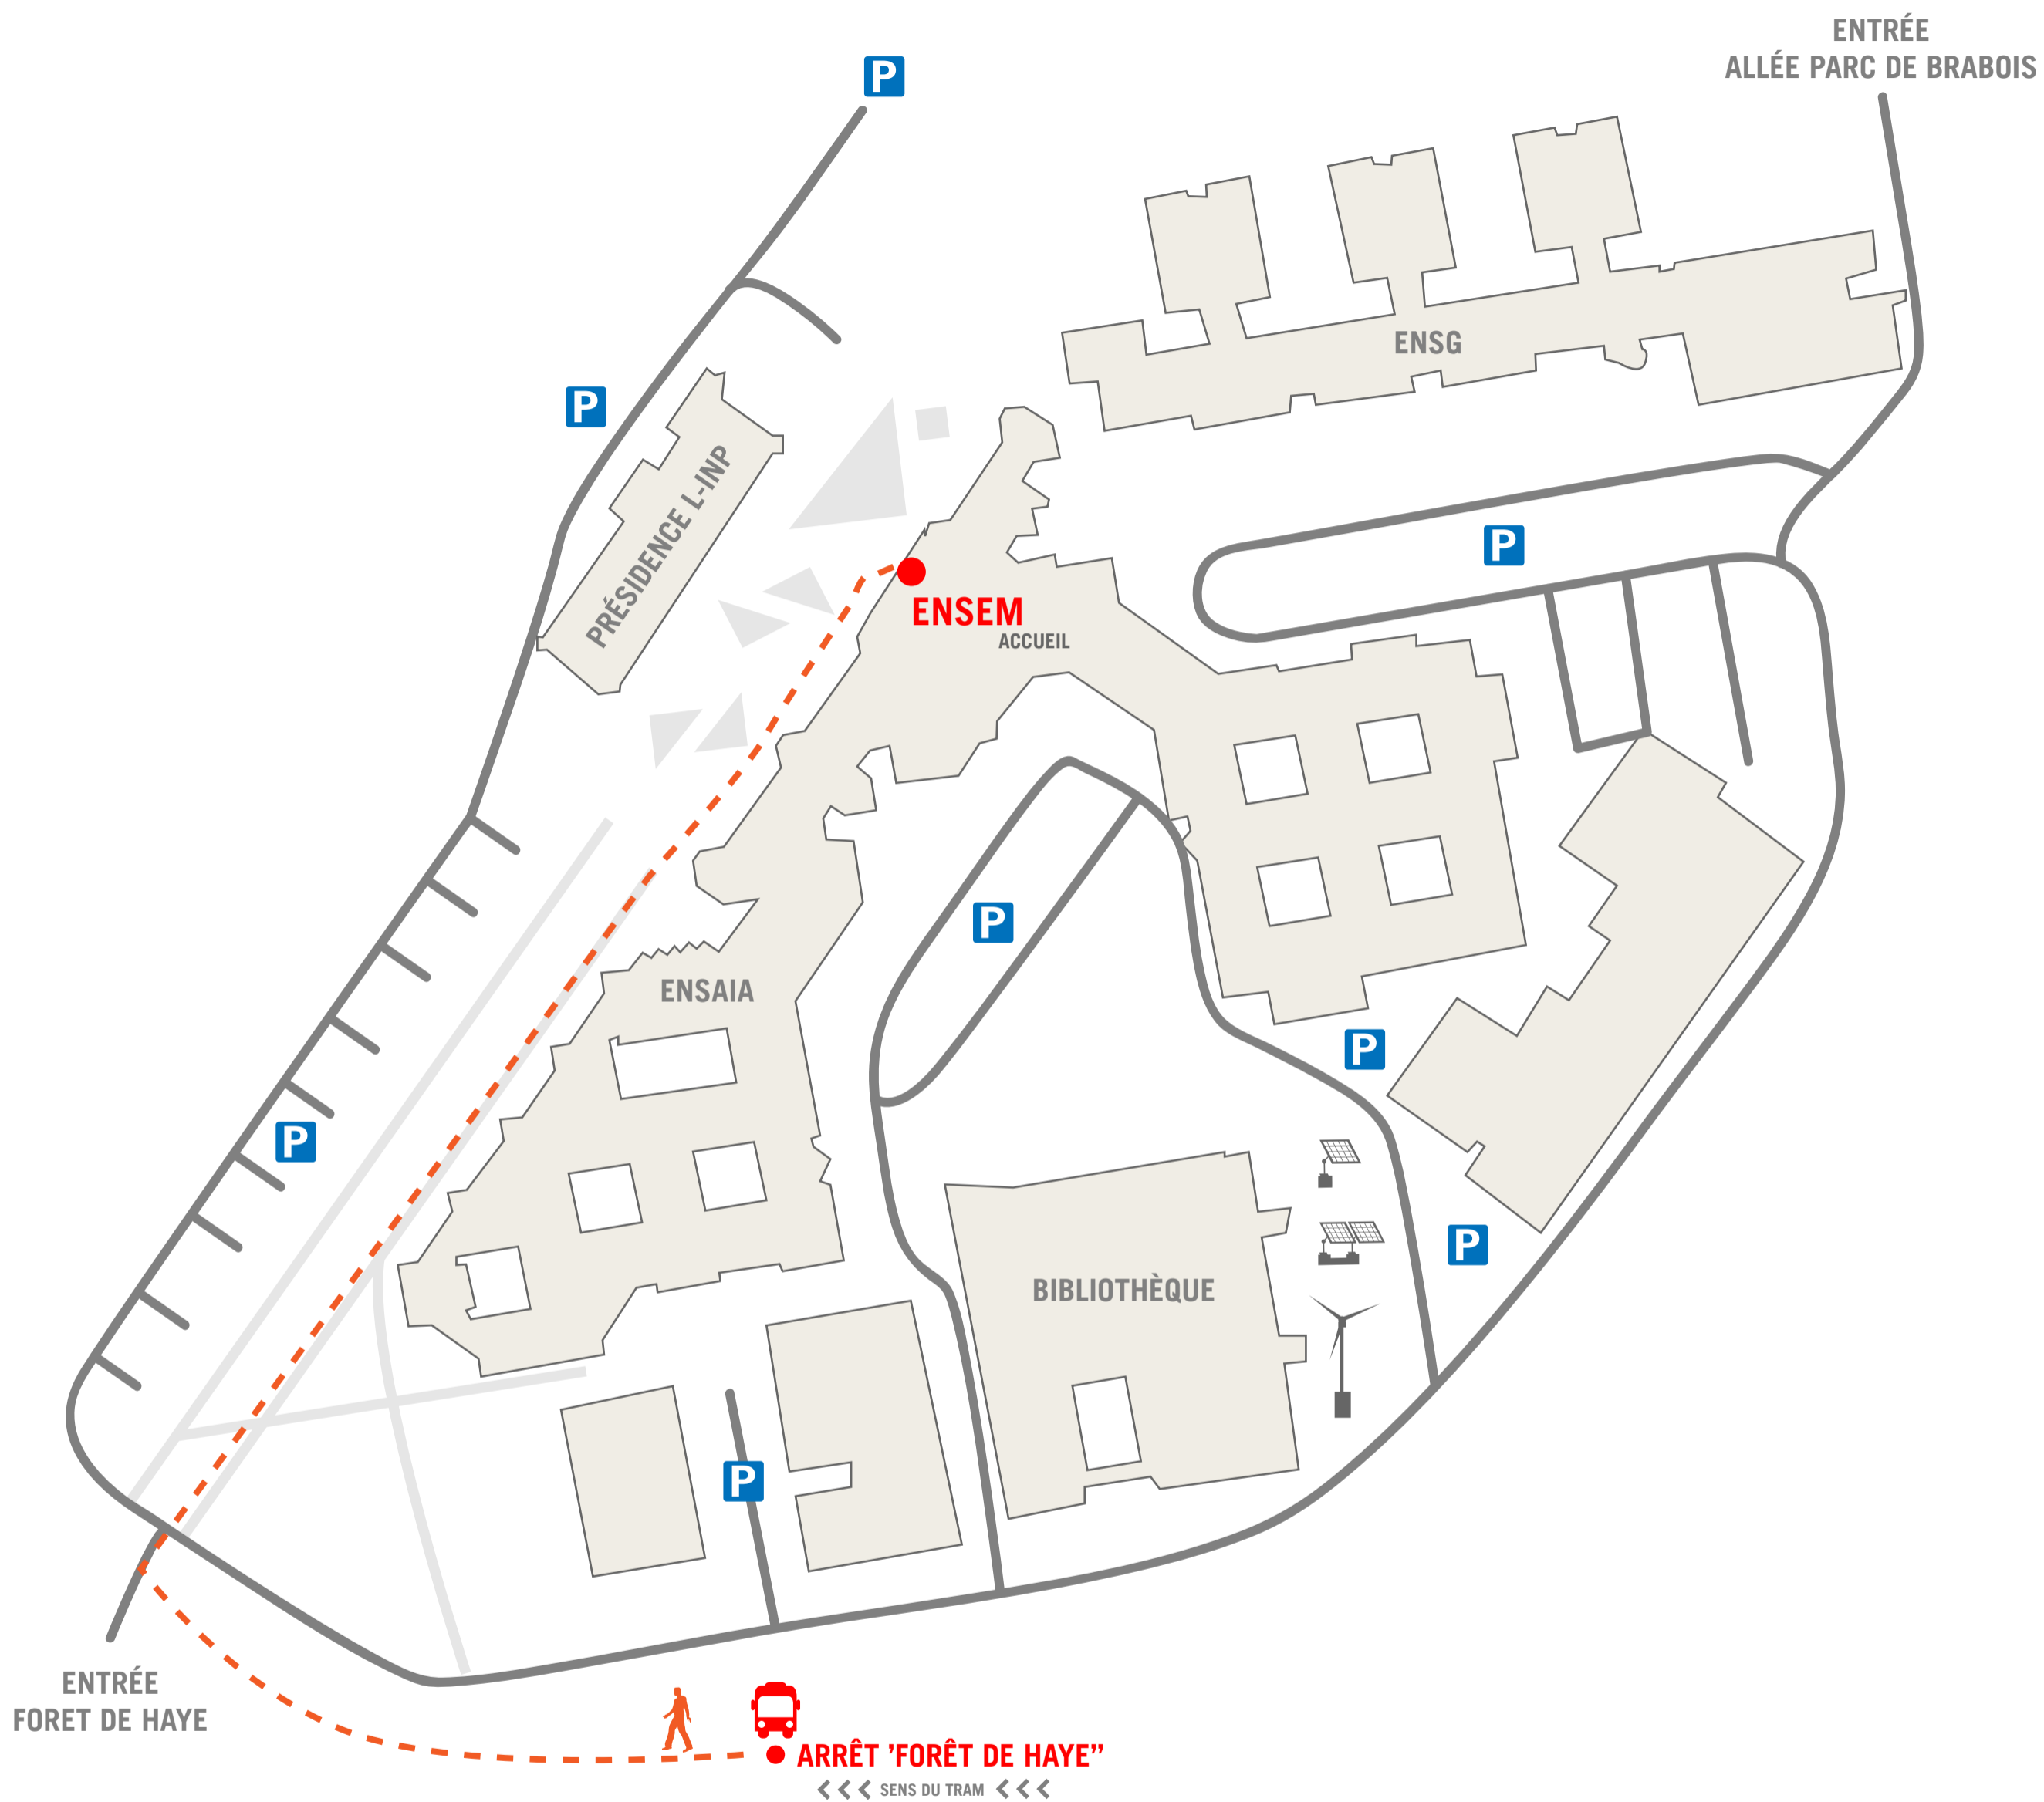 ENTRÉE
ALLÉE PARC DE BRABOIS
P
ENSG
P
PRÉSIDENCE L-INP
P
ENSEM
ACCUEIL
P
ENSAIA
P
P
P
BIBLIOTHÈQUE
P
ENTRÉE
FORET DE HAYE
ARRÊT ’FORÊT DE HAYE”
SENS DU TRAM